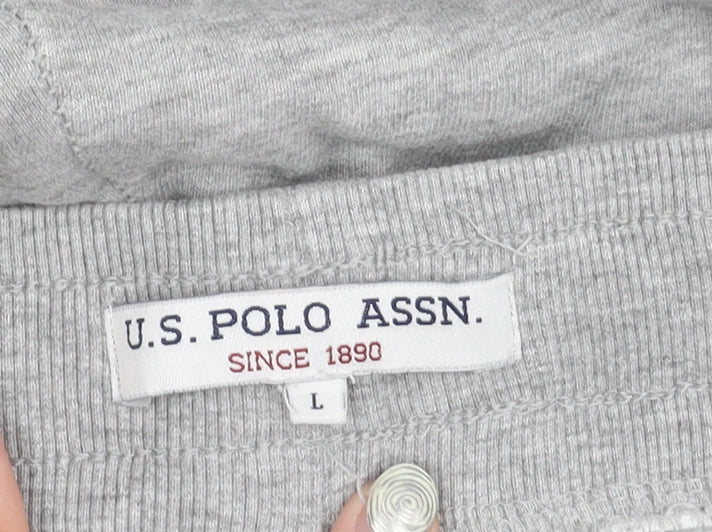 U.S. POLO ASSN.
SINCE 1890
L